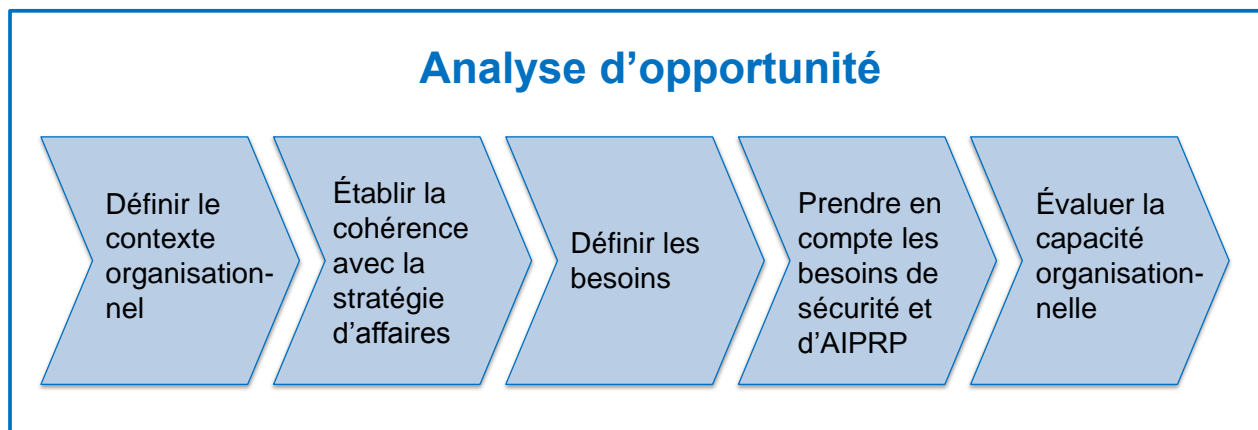 Analyse d’opportunité
Définir le
contexte
organisation-
nel
Établir la
cohérence
avec la
stratégie
d’affaires
Définir les
besoins
Prendre en
compte les
besoins de
sécurité et
d’AIPRP
Évaluer la
capacité
organisation-
nelle